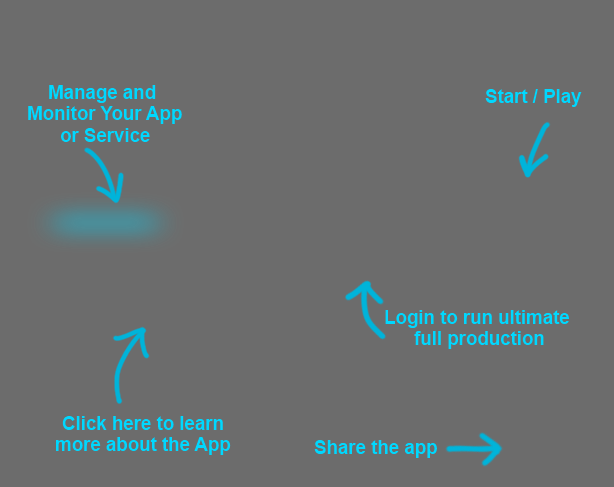 Manage and
Monitor Your App
or Service
Start / Play
Login to run ultimate
full production
Click here to learn
more about the App
Share the app